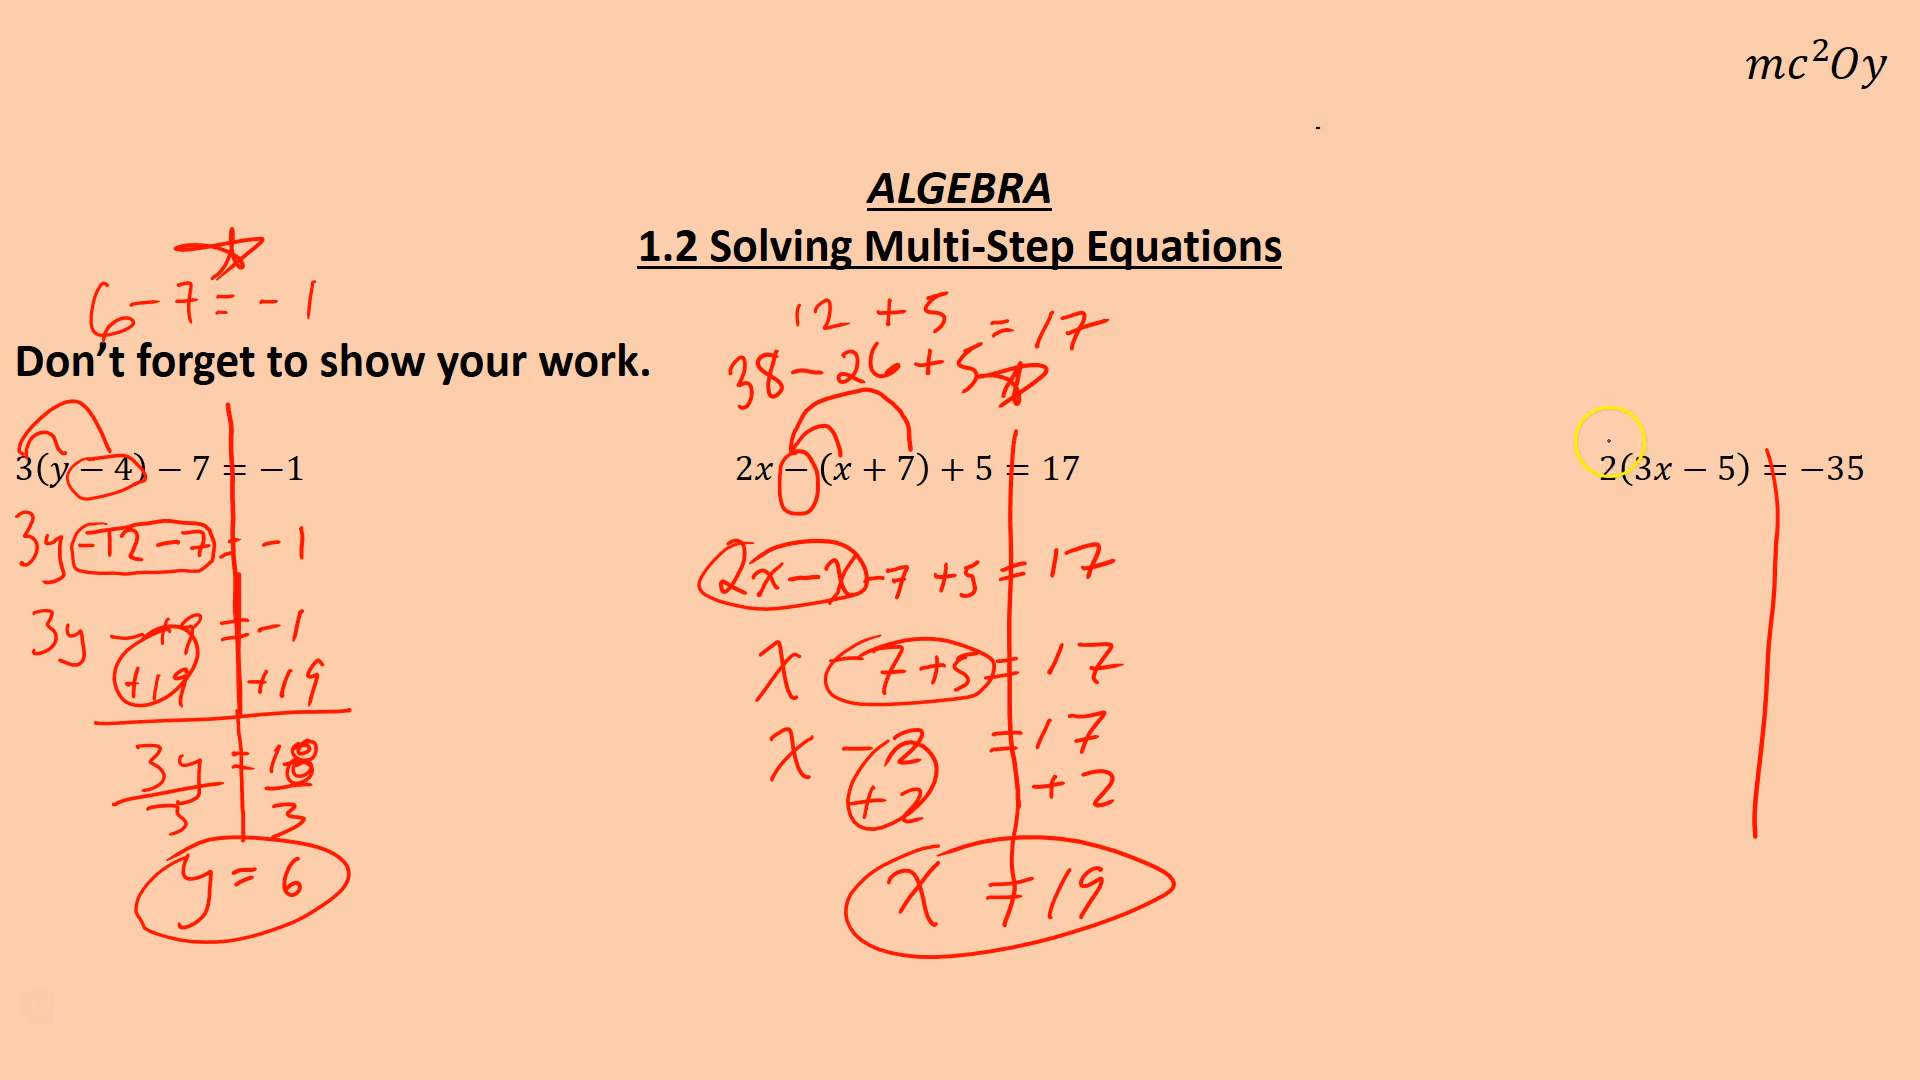 mc²Oy
ALGEBRA
1.2 Solving Multi-Step Equations
6 - 7 = - 1
12 + 5 = 17
Don't forget to show your work.
38 - 26 + 5
3(y − 4) − 7 = −1
2x − (x + 7) + 5 = 17
2(3x − 5) = −35
3y - 12 - 7 = - 1
2x - x - 7 + 5 = 17
3y - 19 = - 1
x - 7 + 5 = 17
+19 +19
3y = 18
x - 2 = 17
3 3
+ 2 + 2
y = 6
x = 19